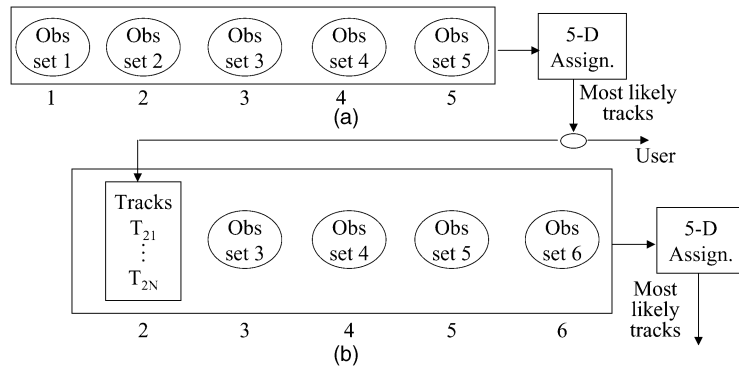 Obs set 1
Obs set 2
Obs set 3
Obs set 4
Obs set 5
5-D
Assign.
1 2 3 4 5
(a)
Most likely
tracks
User
Tracks
T21
⋮
T2N
Obs set 3
Obs set 4
Obs set 5
Obs set 6
5-D
Assign.
2 3 4 5 6
(b)
Most
likely
tracks